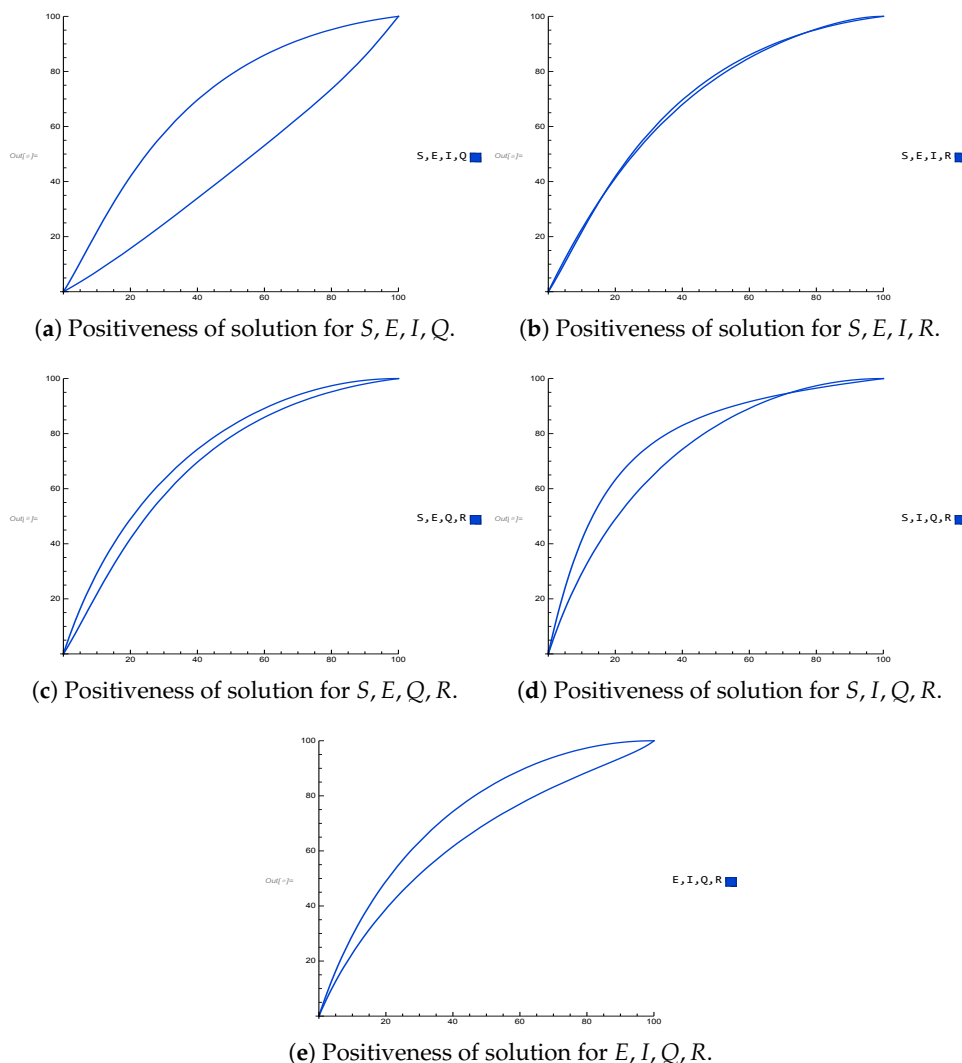 100
80
60
40
20
20 40 60 80 100
Out[•]=
S,E,I,Q
(a) Positiveness of solution for S, E, I, Q.
100
80
60
40
20
20 40 60 80 100
Out[•]=
S,E,I,R
(b) Positiveness of solution for S, E, I, R.
100
80
60
40
20
20 40 60 80 100
Out[•]=
S,E,Q,R
(c) Positiveness of solution for S, E, Q, R.
100
80
60
40
20
20 40 60 80 100
Out[•]=
S,I,Q,R
(d) Positiveness of solution for S, I, Q, R.
100
80
60
40
20
20 40 60 80 100
Out[•]=
E,I,Q,R
(e) Positiveness of solution for E, I, Q, R.